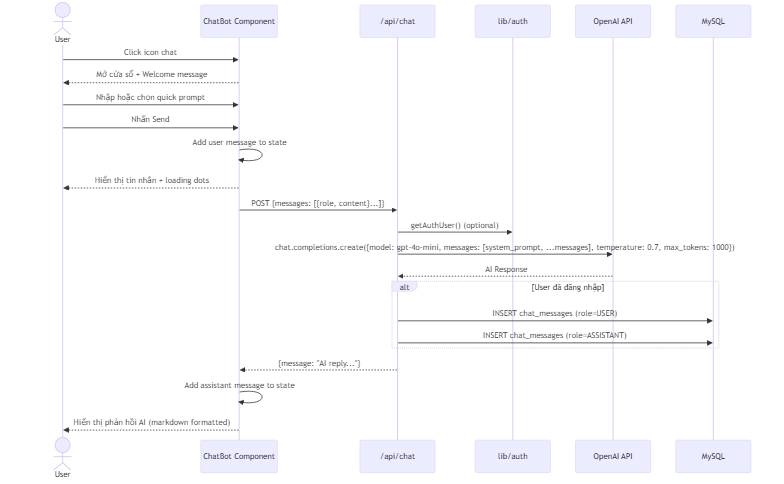 User
ChatBot Component
/api/chat
lib/auth
OpenAI API
MySQL
Click icon chat
Mở cửa sổ + Welcome message
Nhập hoặc chọn quick prompt
Nhấn Send
Add user message to state
Hiển thị tin nhắn + loading dots
POST {messages: [{role, content}...]}
getAuthUser() (optional)
chat.completions.create({model: gpt-4o-mini, messages: [system_prompt, ...messages], temperature: 0.7, max_tokens: 1000})
AI Response
alt
[User đã đăng nhập]
INSERT chat_messages (role=USER)
INSERT chat_messages (role=ASSISTANT)
{message: "AI reply..."}
Add assistant message to state
Hiển thị phản hồi AI (markdown formatted)
User
ChatBot Component
/api/chat
lib/auth
OpenAI API
MySQL